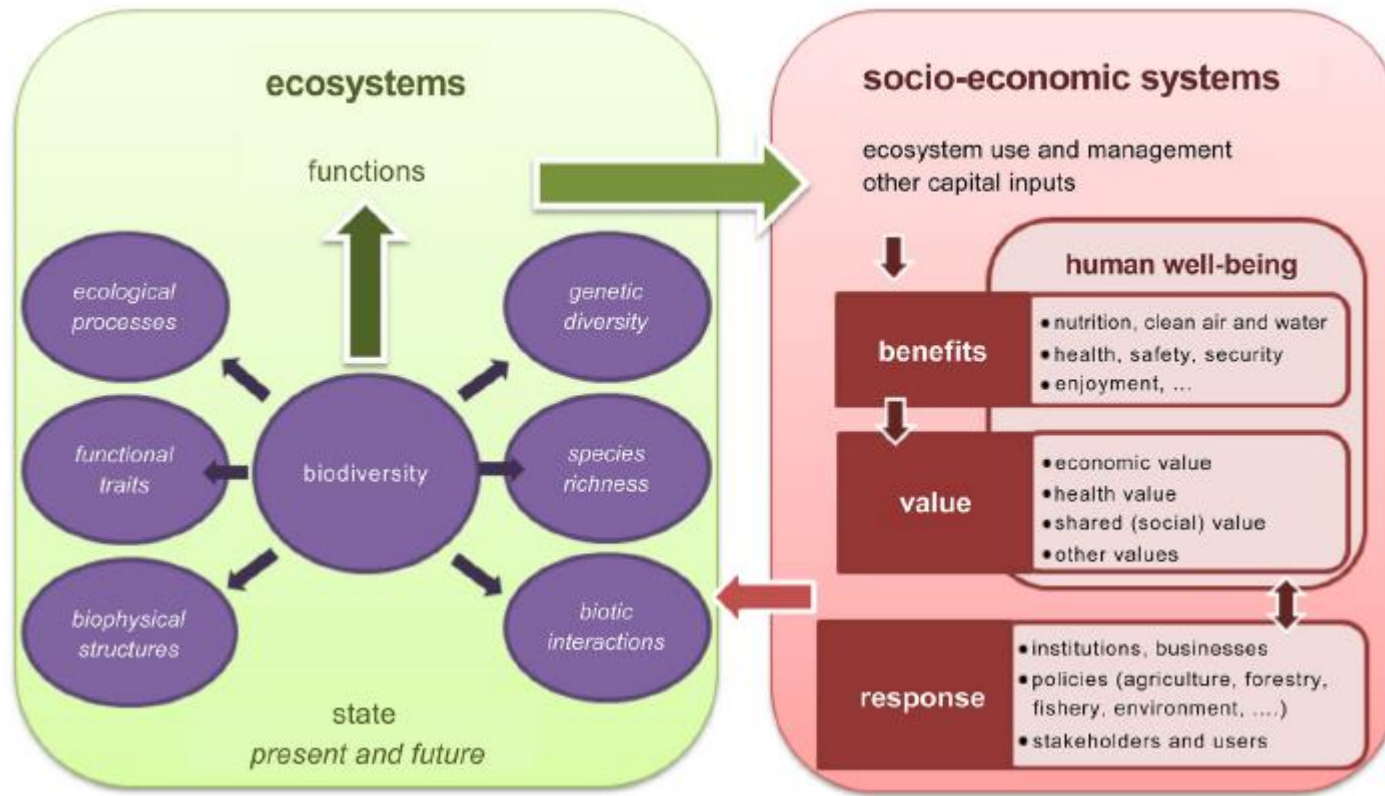 ecosystems
functions
ecological
processes
genetic
diversity
functional
traits
biodiversity
species
richness
biophysical
structures
biotic
interactions
state
present and future
socio-economic systems
ecosystem use and management
other capital inputs
human well-being
benefits
• nutrition, clean air and water
• health, safety, security
• enjoyment, ...
value
• economic value
• health value
• shared (social) value
• other values
response
• institutions, businesses
• policies (agriculture, forestry,
fishery, environment, ....)
• stakeholders and users